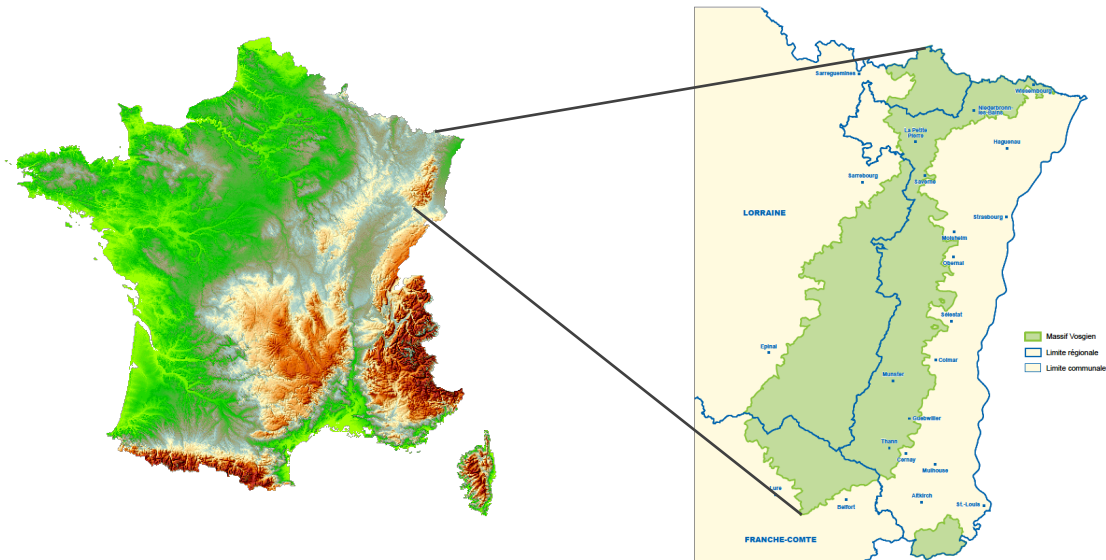 Sarreguemines
Wissembourg
Niederbronn-
les-Bains
La Petite
Pierre
Haguenau
Sarrebourg
Saverne
LORRAINE
Strasbourg
Molsheim
Obernai
Sélestat
Massif Vosgien
Epinal
Limite régionale
Colmar
Limite communale
Munster
Guebwiller
Thann
Cernay
Mulhouse
Lure
Belfort
Altkirch
St.-Louis
FRANCHE-COMTE